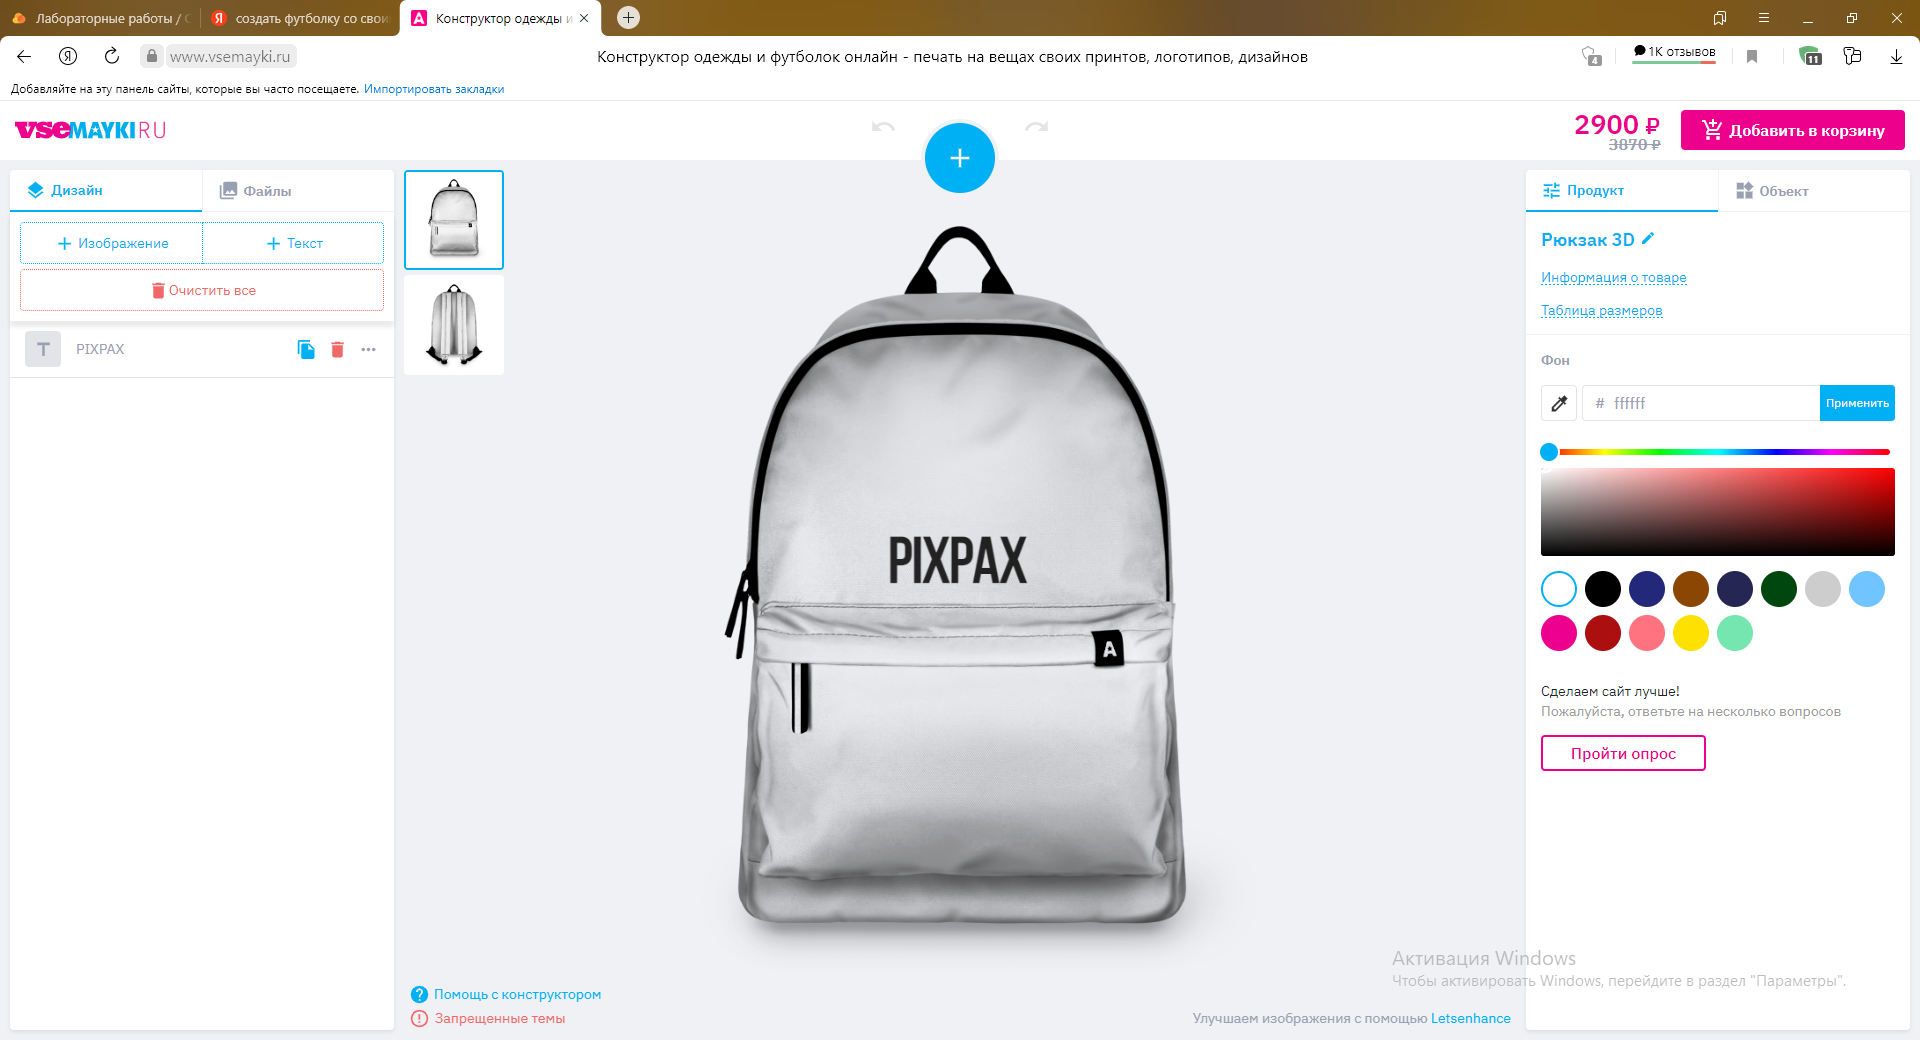 Лабораторные работы / С
Я создать футболку со свои
A Конструктор одежды и
Я www.vsemayki.ru
Конструктор одежды и футболок онлайн - печать на вещах своих принтов, логотипов, дизайнов
4 1K отзывов 11
Добавляйте на эту панель сайты, которые вы часто посещаете. Импортировать закладки
vseMAYKI.RU
2900 ₽
3870 ₽
Добавить в корзину
Дизайн
Файлы
+ Изображение
+ Текст
Очистить все
T PIXPAX
PIXPAX
A
Продукт
Объект
Рюкзак 3D
Информация о товаре
Таблица размеров
Фон
# ffffff
Применить
Сделаем сайт лучше!
Пожалуйста, ответьте на несколько вопросов
Пройти опрос
Активация Windows
Чтобы активировать Windows, перейдите в раздел "Параметры".
? Помощь с конструктором
! Запрещенные темы
Улучшаем изображения с помощью Letsenhance